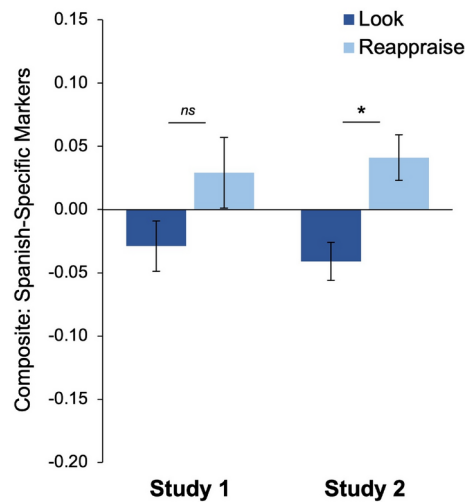 Look
Reappraise
Composite: Spanish-Specific Markers
0.15
0.10
0.05
0.00
-0.05
-0.10
-0.15
-0.20
ns
*
Study 1
Study 2